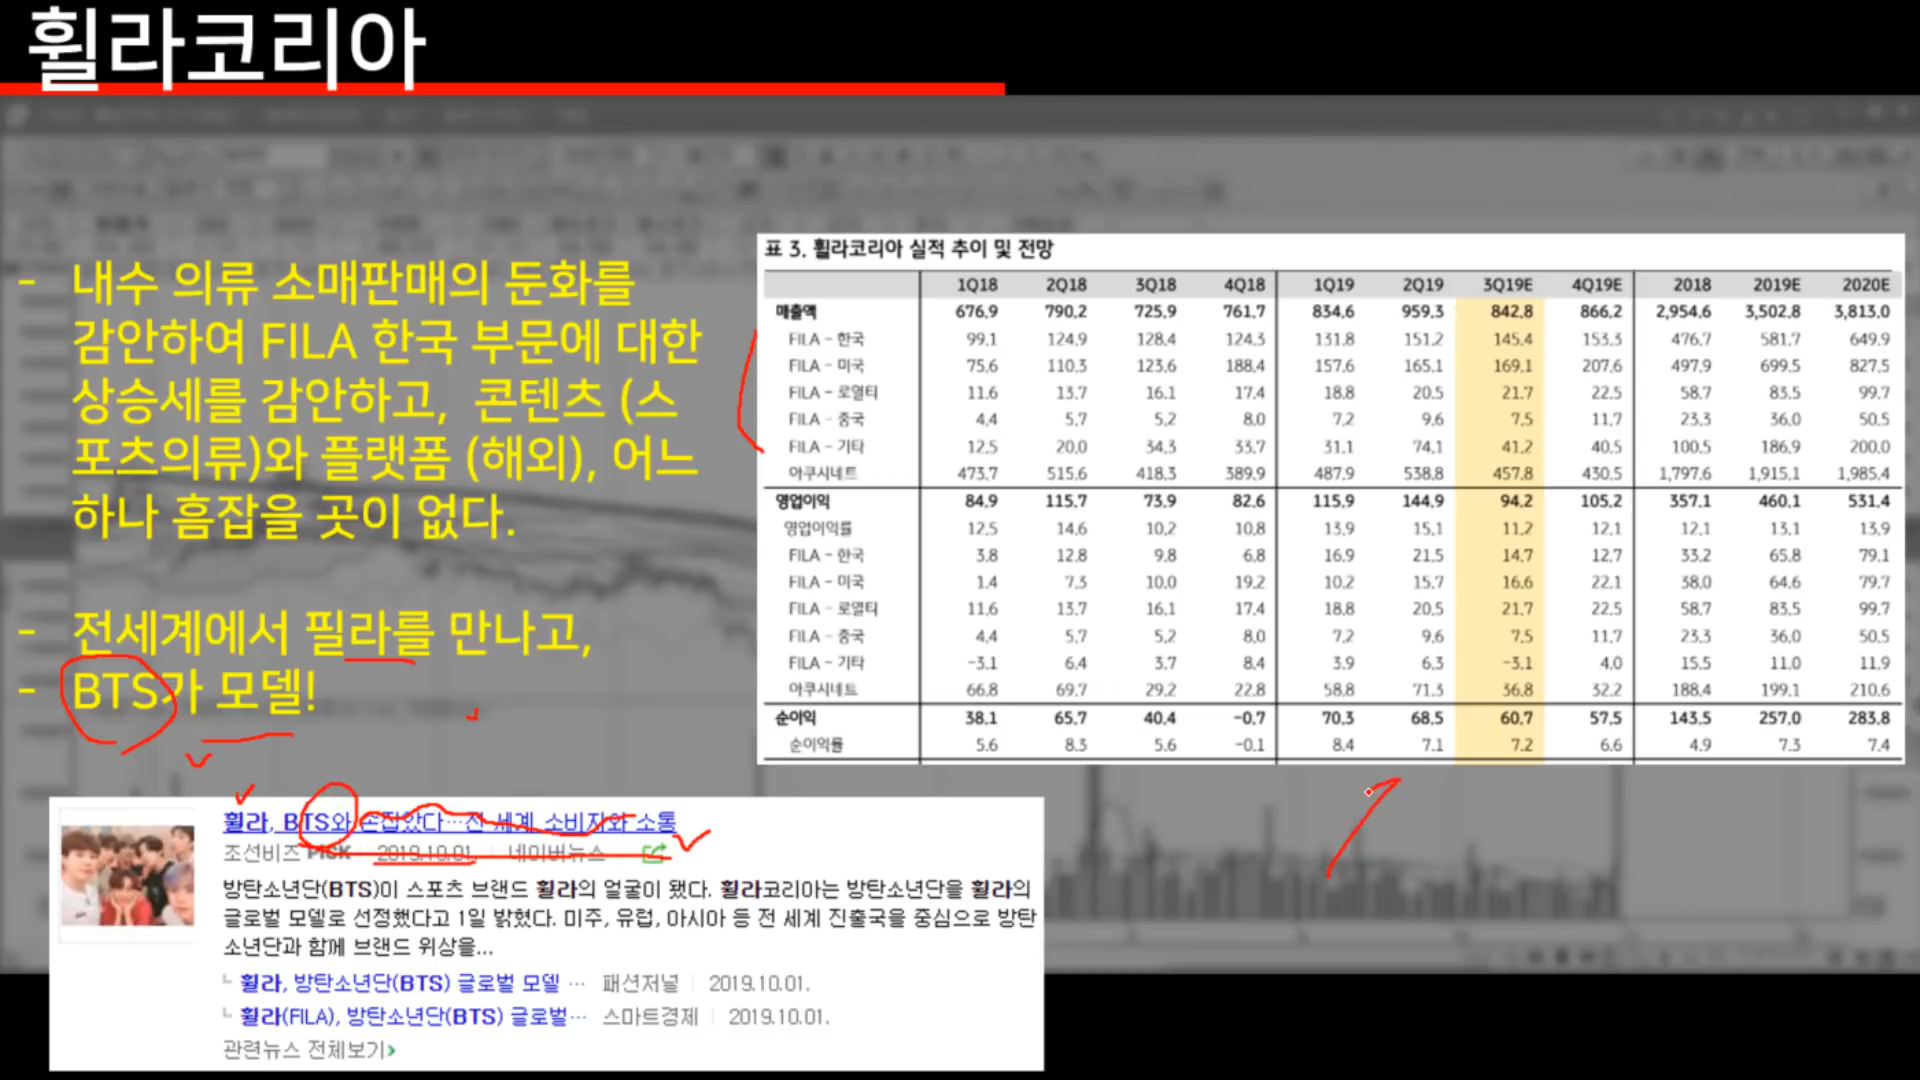 휠라코리아
- 내수 의류 소매판매의 둔화를
감안하여 FILA 한국 부문에 대한
상승세를 감안하고, 콘텐츠 (스
포츠의류)와 플랫폼 (해외), 어느
하나 흠잡을 곳이 없다.
- 전세계에서 필라를 만나고,
- BTS가 모델!
표 3. 휠라코리아 실적 추이 및 전망
1Q18 2Q18 3Q18 4Q18 1Q19 2Q19 3Q19E 4Q19E 2018 2019E 2020E
매출액 676.9 790.2 725.9 761.7 834.6 959.3 842.8 866.2 2,954.6 3,502.8 3,813.0
FILA - 한국 99.1 124.9 128.4 124.3 131.8 151.2 145.4 153.3 476.7 581.7 649.9
FILA - 미국 75.6 110.3 123.6 188.4 157.6 165.1 169.1 207.6 497.9 699.5 827.5
FILA - 로열티 11.6 13.7 16.1 17.4 18.8 20.5 21.7 22.5 58.7 83.5 99.7
FILA - 중국 4.4 5.7 5.2 8.0 7.2 9.6 7.5 11.7 23.3 36.0 50.5
FILA - 기타 12.5 20.0 34.3 33.7 31.1 74.1 41.2 40.5 100.5 186.9 200.0
아쿠시네트 473.7 515.6 418.3 389.9 487.9 538.8 457.8 430.5 1,797.6 1,915.1 1,985.4
영업이익 84.9 115.7 73.9 82.6 115.9 144.9 94.2 105.2 357.1 460.1 531.4
영업이익률 12.5 14.6 10.2 10.8 13.9 15.1 11.2 12.1 12.1 13.1 13.9
FILA - 한국 3.8 12.8 9.8 6.8 16.9 21.5 14.7 12.7 33.2 65.8 79.1
FILA - 미국 1.4 7.3 10.0 19.2 10.2 15.7 16.6 22.1 38.0 64.6 79.7
FILA - 로열티 11.6 13.7 16.1 17.4 18.8 20.5 21.7 22.5 58.7 83.5 99.7
FILA - 중국 4.4 5.7 5.2 8.0 7.2 9.6 7.5 11.7 23.3 36.0 50.5
FILA - 기타 -3.1 6.4 3.7 8.4 3.9 6.3 -3.1 4.0 15.5 11.0 11.9
아쿠시네트 66.8 69.7 29.2 22.8 58.8 71.3 36.8 32.2 188.4 199.1 210.6
순이익 38.1 65.7 40.4 -0.7 70.3 68.5 60.7 57.5 143.5 257.0 283.8
순이익률 5.6 8.3 5.6 -0.1 8.4 7.1 7.2 6.6 4.9 7.3 7.4
휠라, BTS와 손잡았다…전 세계 소비자와 소통
조선비즈 PICK 2019.10.01. 네이버뉴스
방탄소년단(BTS)이 스포츠 브랜드 휠라의 얼굴이 됐다. 휠라코리아는 방탄소년단을 휠라의
글로벌 모델로 선정했다고 1일 밝혔다. 미주, 유럽, 아시아 등 전 세계 진출국을 중심으로 방탄
소년단과 함께 브랜드 위상을...
휠라, 방탄소년단(BTS) 글로벌 모델 … 패션저널 2019.10.01.
휠라(FILA), 방탄소년단(BTS) 글로벌… 스마트경제 2019.10.01.
관련뉴스 전체보기>